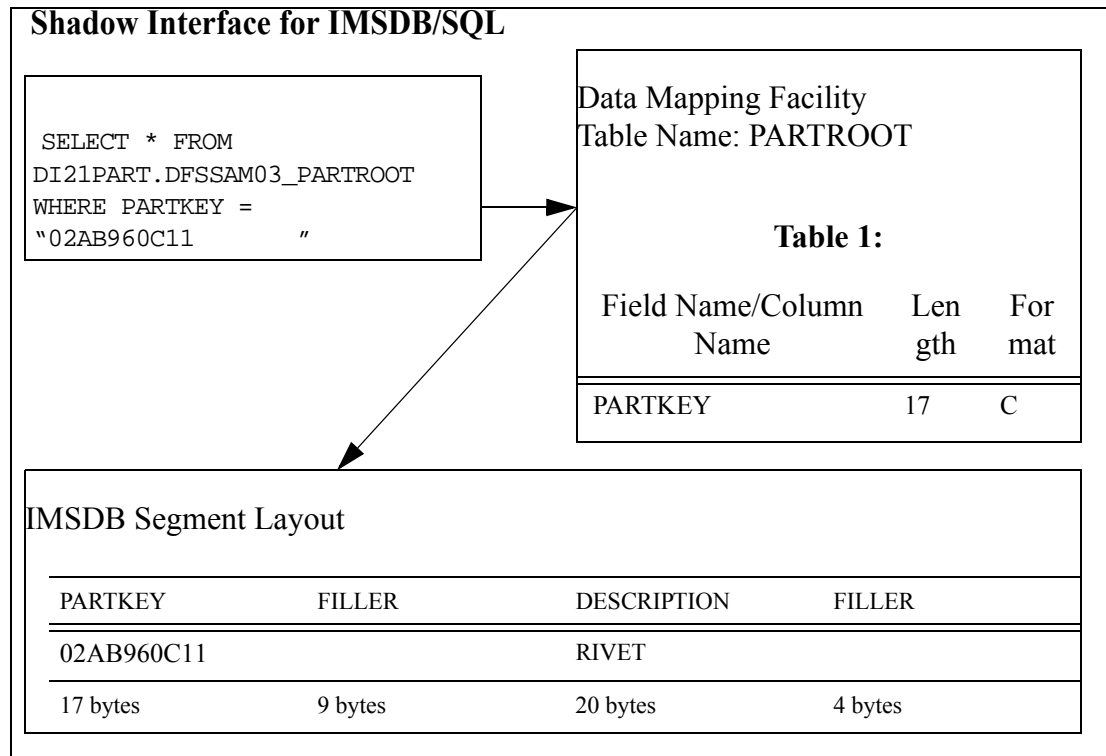 Shadow Interface for IMSDB/SQL
SELECT * FROM
DI21PART.DFSSAM03_PARTROOT
WHERE PARTKEY =
“02AB960C11       ”
Data Mapping Facility
Table Name: PARTROOT
Table 1:
Field Name/Column Len For
Name gth mat
PARTKEY 17 C
IMSDB Segment Layout
PARTKEY FILLER DESCRIPTION FILLER
02AB960C11 RIVET
17 bytes 9 bytes 20 bytes 4 bytes